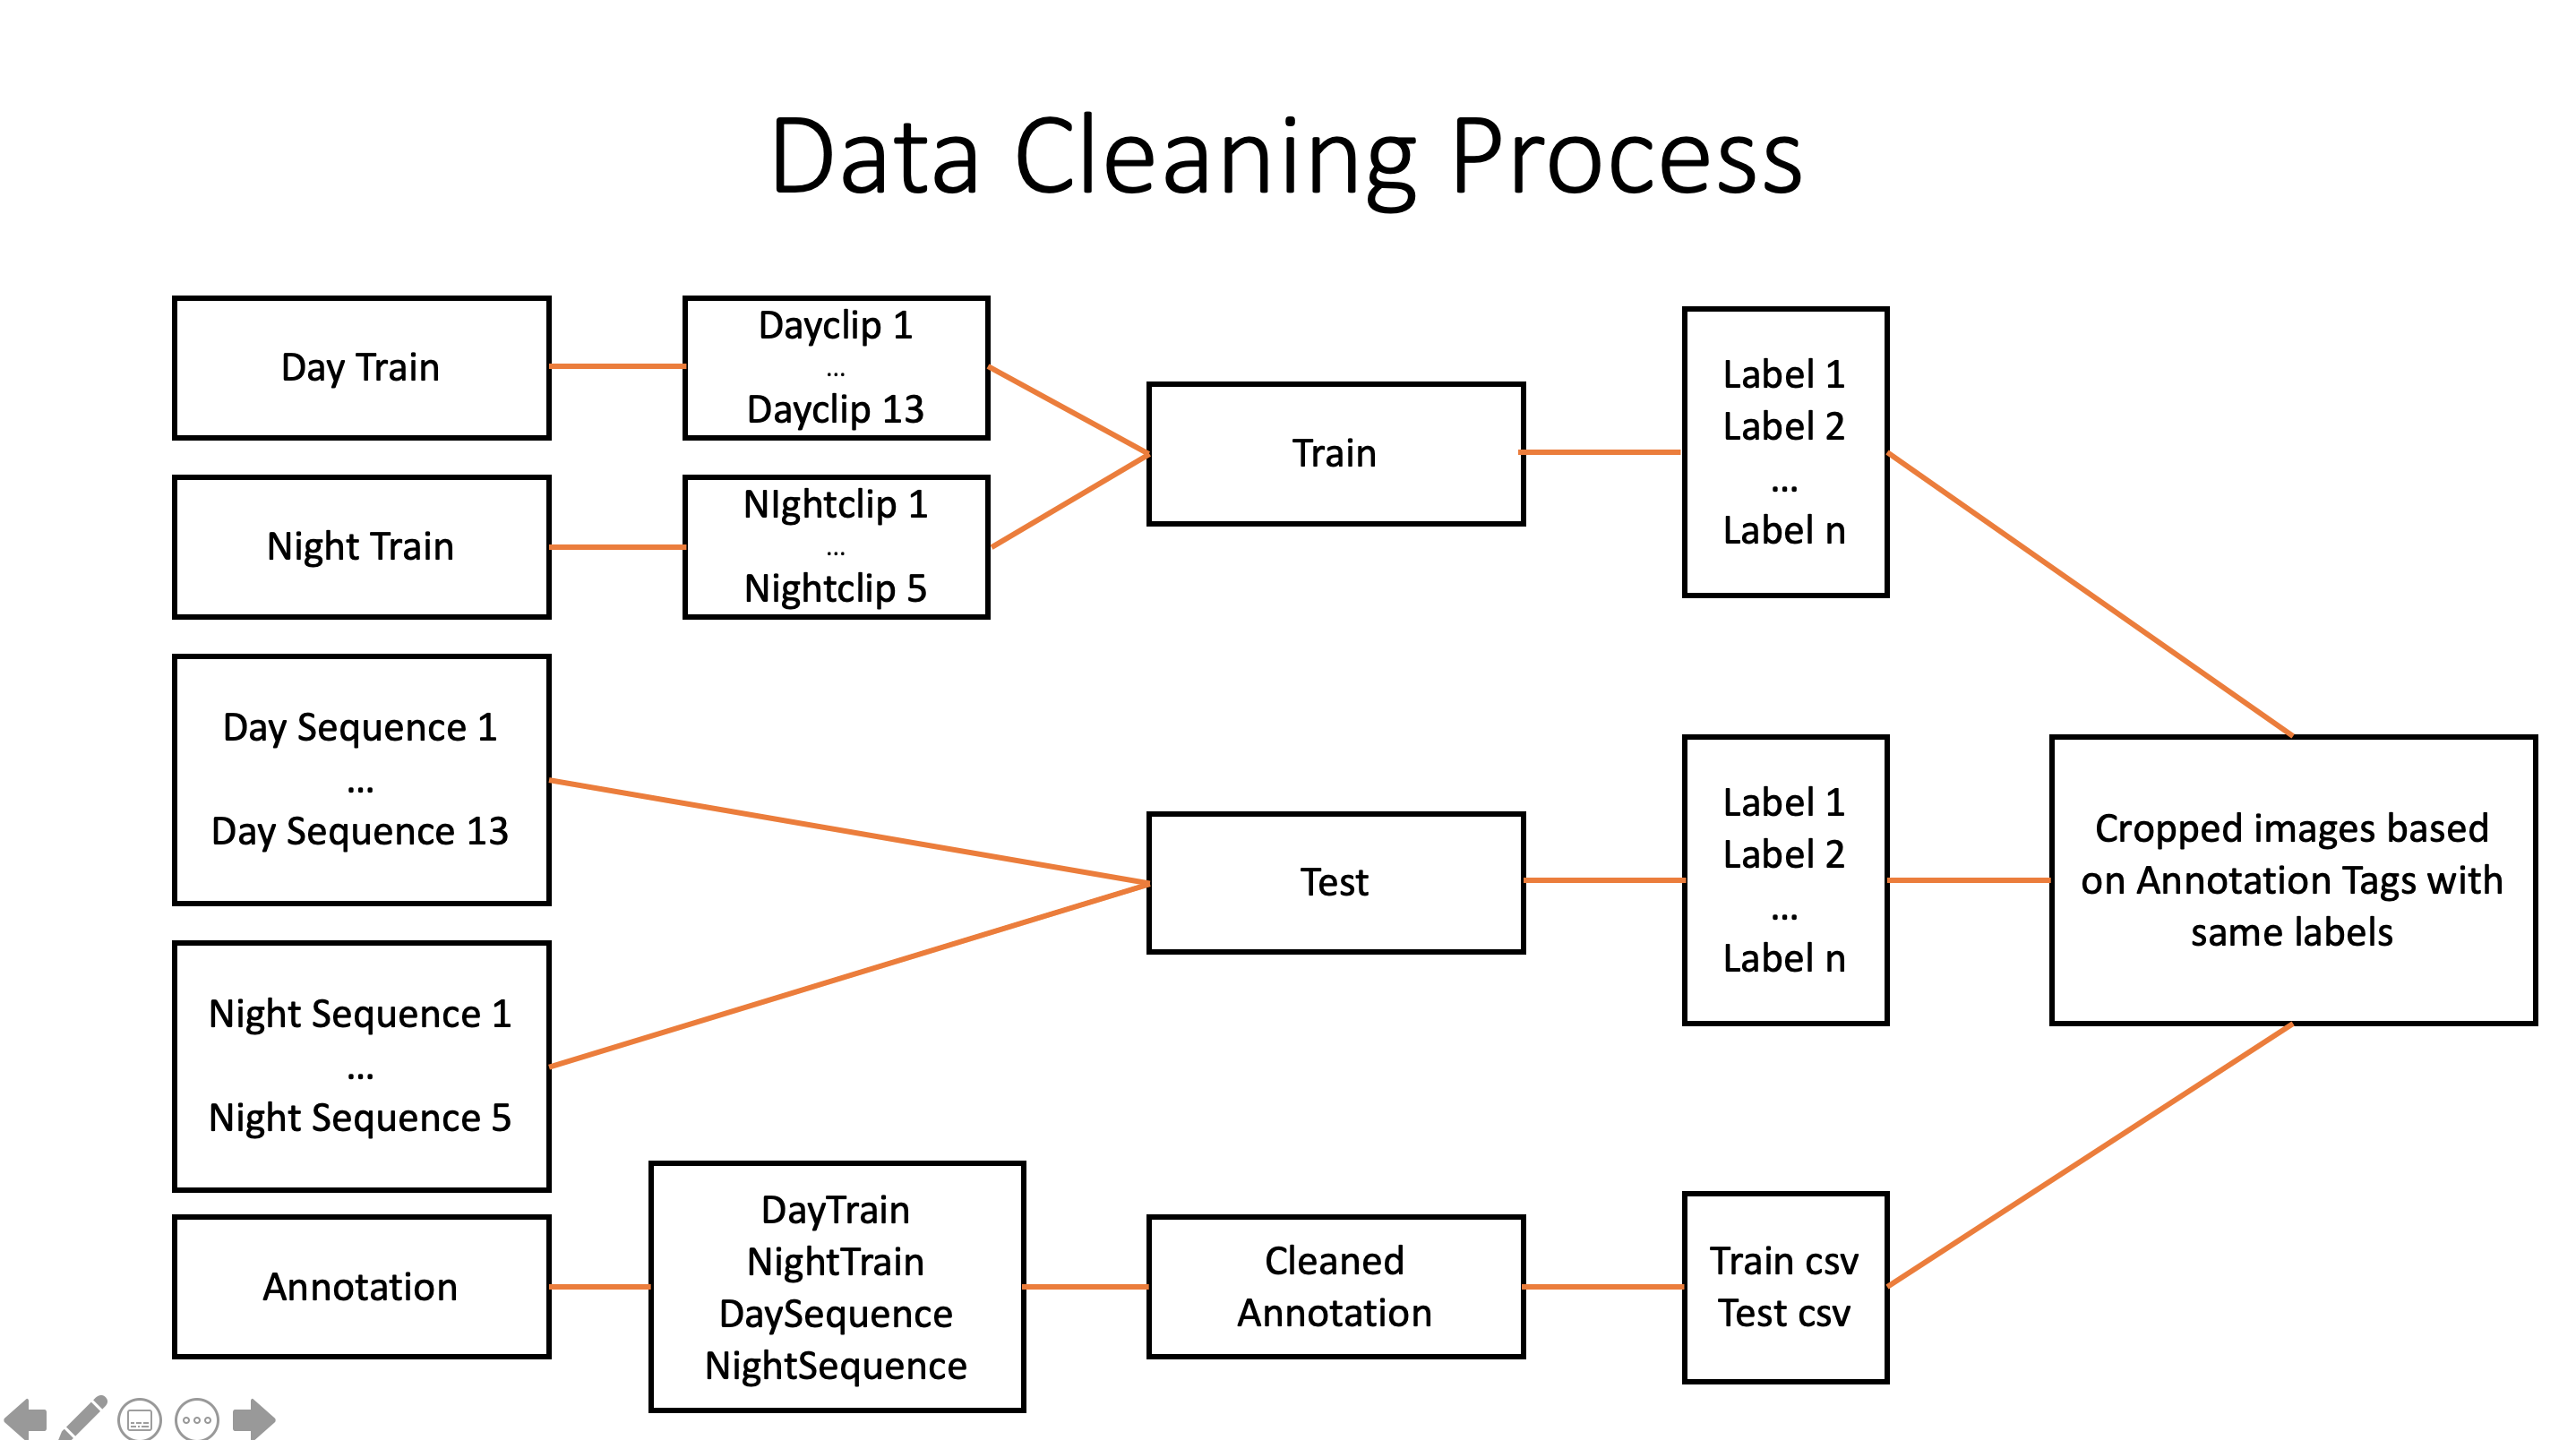 Data Cleaning Process
Day Train
Dayclip 1
...
Dayclip 13
Night Train
NIghtclip 1
...
Nightclip 5
Train
Label 1
Label 2
...
Label n
Day Sequence 1
...
Day Sequence 13
Night Sequence 1
...
Night Sequence 5
Test
Label 1
Label 2
...
Label n
Cropped images based
on Annotation Tags with
same labels
Annotation
DayTrain
NightTrain
DaySequence
NightSequence
Cleaned
Annotation
Train csv
Test csv